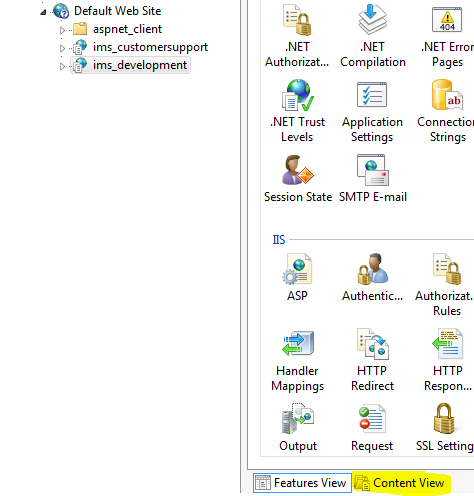 Default Web Site
aspnet_client
ims_customersupport
ims_development
.NET
Authorizat...
.NET
Compilation
.NET Error
Pages
404
.NET Trust
Levels
Application
Settings
ab
Connection
Strings
Session State
SMTP E-mail
IIS
ASP
Authentic...
Authorizat...
Rules
Handler
Mappings
HTTP
Redirect
HTTP
Respon...
Output
Request
SSL Setting
Features View
Content View